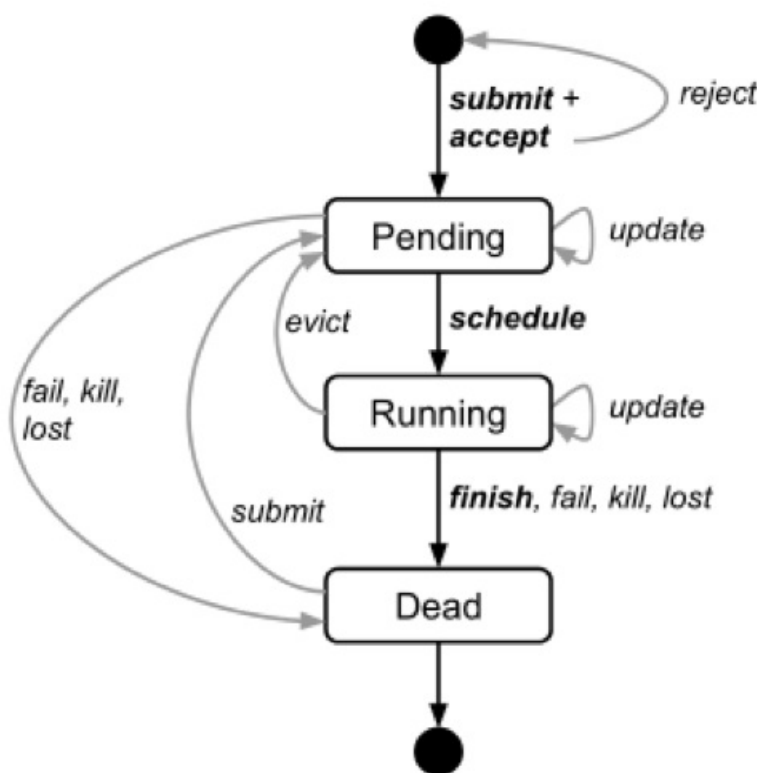 submit +
accept
reject
Pending
update
evict
schedule
fail, kill,
lost
Running
update
submit
finish, fail, kill, lost
Dead